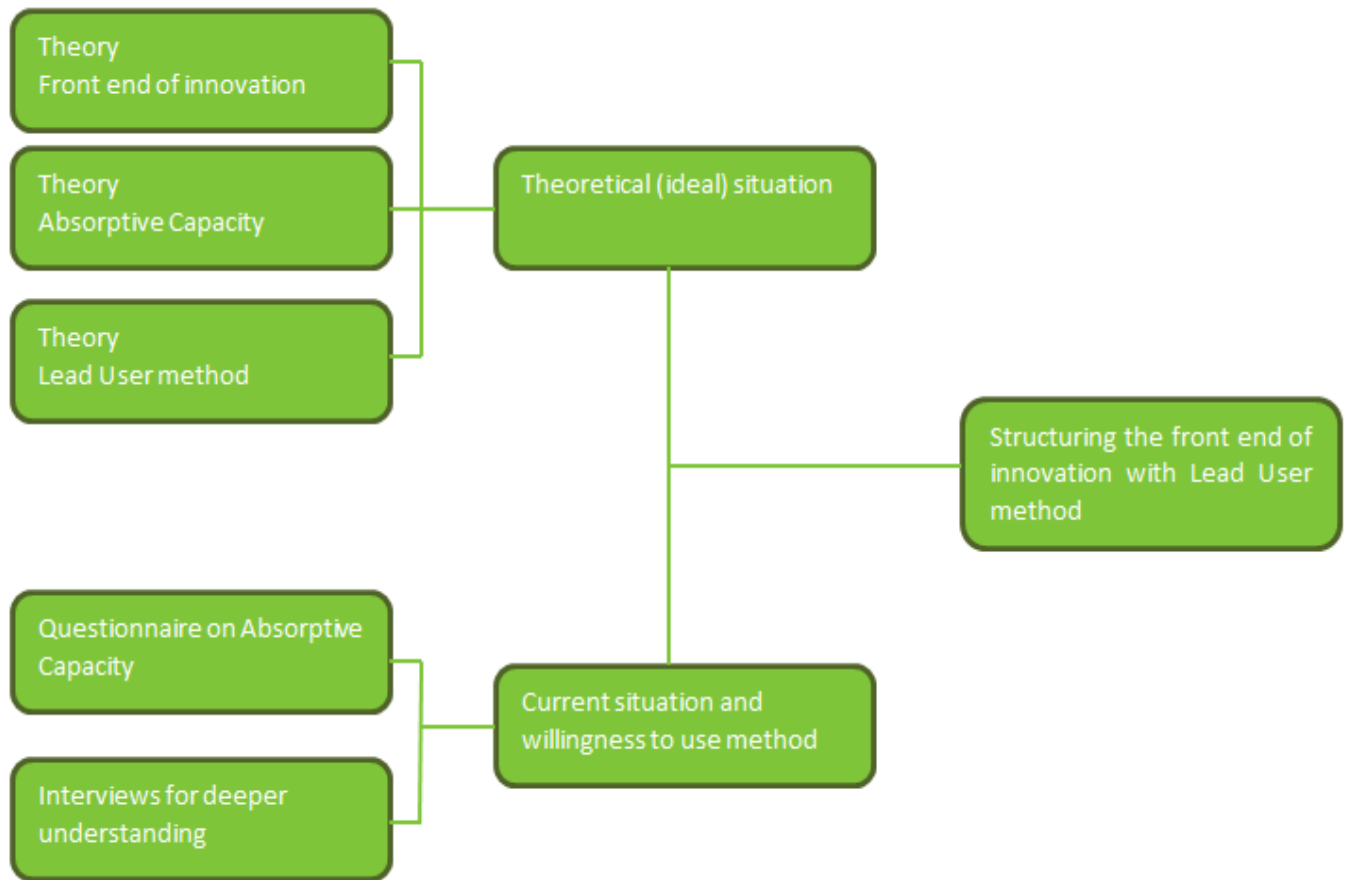 Theory
Front end of innovation
Theory
Absorptive Capacity
Theory
Lead User method
Theoretical (ideal) situation
Structuring the front end of
innovation with Lead User
method
Questionnaire on Absorptive
Capacity
Interviews for deeper
understanding
Current situation and
willingness to use method